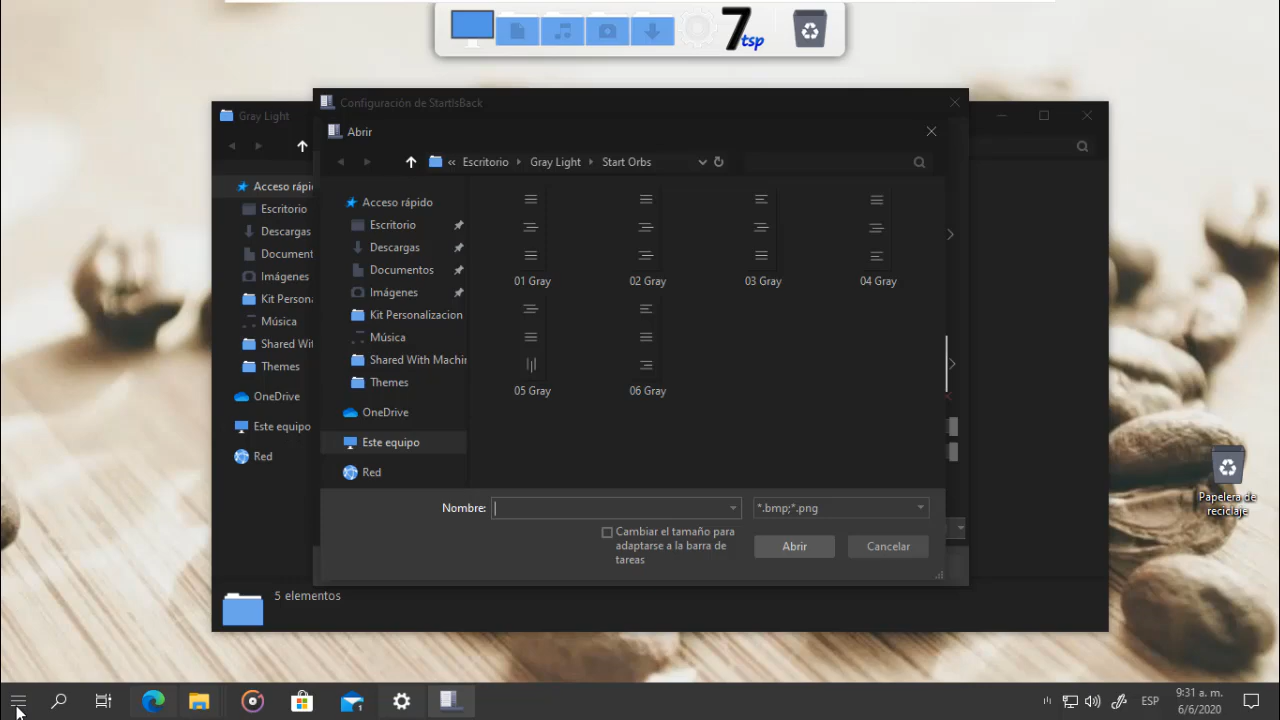 7tsp
Gray Light
Acceso rápi
Escritorio
Descargas
Document
Imágenes
Kit Persona
Música
Shared Wit
Themes
OneDrive
Este equipo
Red
5 elementos
Configuración de StartIsBack
Abrir
« Escritorio Gray Light Start Orbs
Acceso rápido
Escritorio
Descargas
Documentos
Imágenes
Kit Personalizacion
Música
Shared With Machin
Themes
OneDrive
Este equipo
Red
01 Gray
02 Gray
03 Gray
04 Gray
05 Gray
06 Gray
Nombre:
*.bmp;*.png
Cambiar el tamaño para
adaptarse a la barra de
tareas
Abrir
Cancelar
Papelera de
reciclaje
ESP
9:31 a. m.
6/6/2020